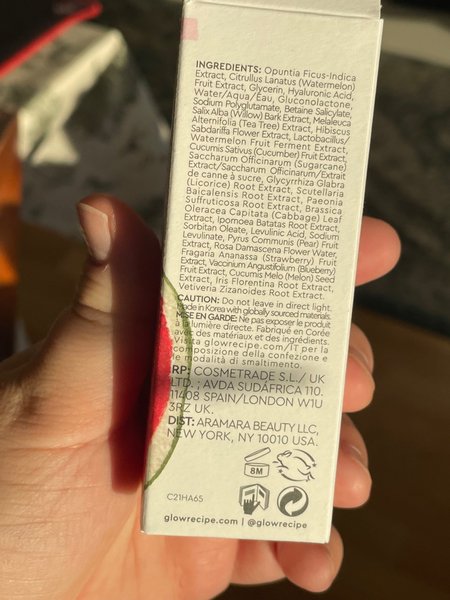 INGREDIENTS: Opuntia Ficus-Indica
Extract, Citrullus Lanatus (Watermelon)
Fruit Extract, Glycerin, Hyaluronic Acid,
Water/Aqua/Eau, Gluconolactone,
Sodium Polyglutamate, Betaine Salicylate,
Salix Alba (Willow) Bark Extract, Melaleuca
Alternifolia (Tea Tree) Extract, Hibiscus
Sabdariffa Flower Extract, Lactobacillus/
Watermelon Fruit Ferment Extract,
Cucumis Sativus (Cucumber) Fruit Extract,
Saccharum Officinarum (Sugarcane)
Extract/Saccharum Officinarum/Extrait
de canne à sucre, Glycyrrhiza Glabra
(Licorice) Root Extract, Scutellaria
Baicalensis Root Extract, Paeonia
Suffruticosa Root Extract, Brassica
Oleracea Capitata (Cabbage) Leaf
Extract, Ipomoea Batatas Root Extract,
Sorbitan Oleate, Levulinic Acid, Sodium
Levulinate, Pyrus Communis (Pear) Fruit
Extract, Rosa Damascena Flower Water,
Fragaria Ananassa (Strawberry) Fruit
Extract, Vaccinium Angustifolium (Blueberry)
Fruit Extract, Cucumis Melo (Melon) Seed
Extract, Iris Florentina Root Extract,
Vetiveria Zizanoides Root Extract.
CAUTION: Do not leave in direct light.
Made in Korea with globally sourced materials.
MISE EN GARDE: Ne pas exposer le produit
à la lumière directe. Fabriqué en Corée
avec des matériaux et des ingrédients.
Visita glowrecipe.com/IT per la
composizione della confezione e
le modalità di smaltimento.
RP: COSMETRADE S.L./ UK
LTD. ; AVDA SUDÁFRICA 110.
11408 SPAIN/LONDON W1U
3RZ UK.
DIST: ARAMARA BEAUTY LLC,
NEW YORK, NY 10010 USA.
8M
C21HA65
glowrecipe.com | @glowrecipe